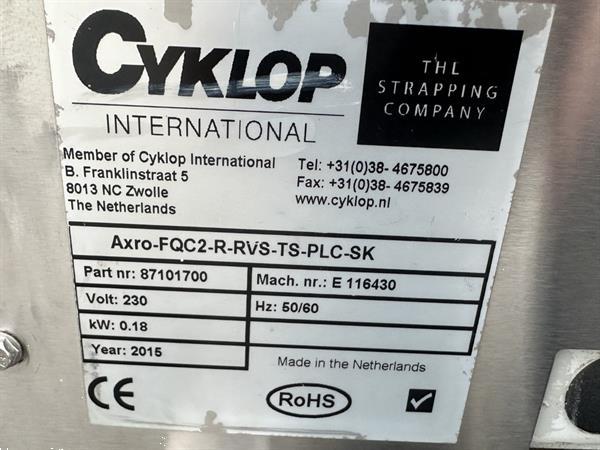 CYKLOP
INTERNATIONAL
THE
STRAPPING
COMPANY
Member of Cyklop International
B. Franklinstraat 5
8013 NC Zwolle
The Netherlands
Tel: +31(0)38- 4675800
Fax: +31(0)38- 4675839
www.cyklop.nl
Axro-FQC2-R-RVS-TS-PLC-SK
Part nr: 87101700
Mach. nr.: E 116430
Volt: 230
Hz: 50/60
kW: 0.18
Year: 2015
Made in the Netherlands
CE
RoHS